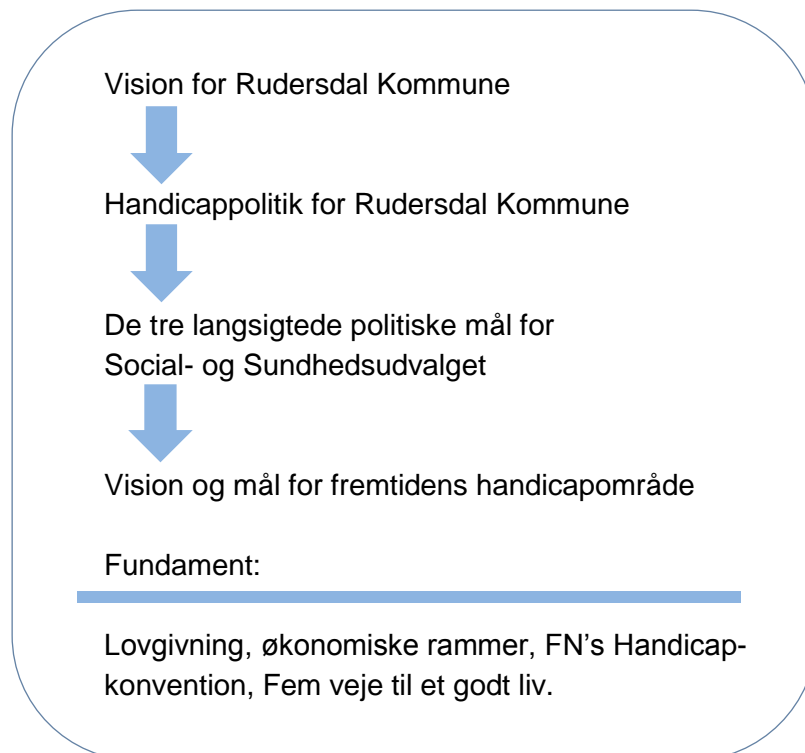 Vision for Rudersdal Kommune
Handicappolitik for Rudersdal Kommune
De tre langsigtede politiske mål for
Social- og Sundhedsudvalget
Vision og mål for fremtidens handicapområde
Fundament:
Lovgivning, økonomiske rammer, FN’s Handicap-
konvention, Fem veje til et godt liv.